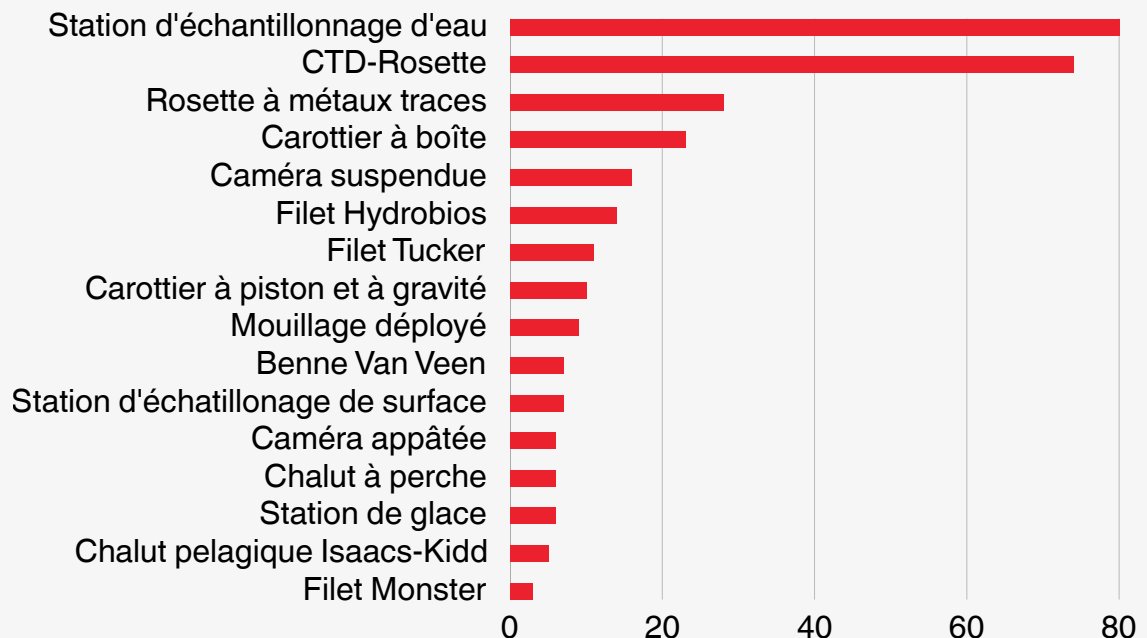 Station d'échantillonnage d'eau
CTD-Rosette
Rosette à métaux traces
Carottier à boîte
Caméra suspendue
Filet Hydrobios
Filet Tucker
Carottier à piston et à gravité
Mouillage déployé
Benne Van Veen
Station d'échatillonage de surface
Caméra appâtée
Chalut à perche
Station de glace
Chalut pelagique Isaacs-Kidd
Filet Monster
0 20 40 60 80